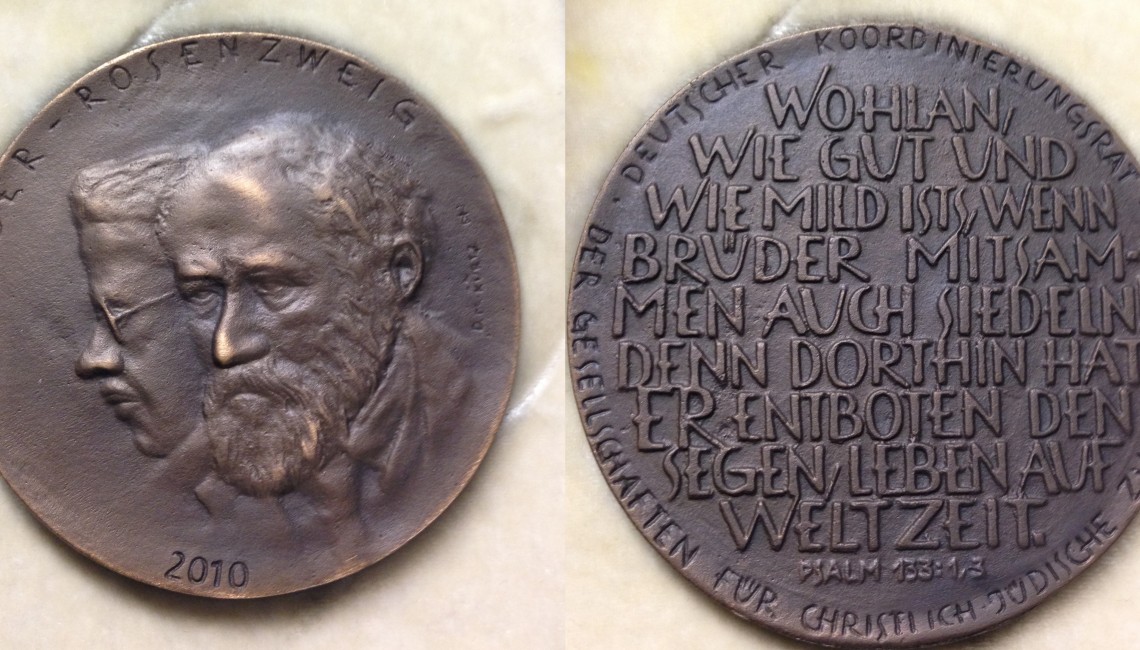 ER - ROSENZWEIG
2010
DEUTSCHER KOORDINIERUNGSRAT
DER GESELLSCHAFTEN FÜR CHRISTLICH-JÜDISCHE
WOHLAN,
WIE GUT UND
WIE MILD ISTS, WENN
BRÜDER MITSAM-
MEN AUCH SIEDELN
DENN DORTHIN HAT
ER ENTBOTEN DEN
SEGEN, LEBEN AUF
WELTZEIT.
PSALM 133:1,3